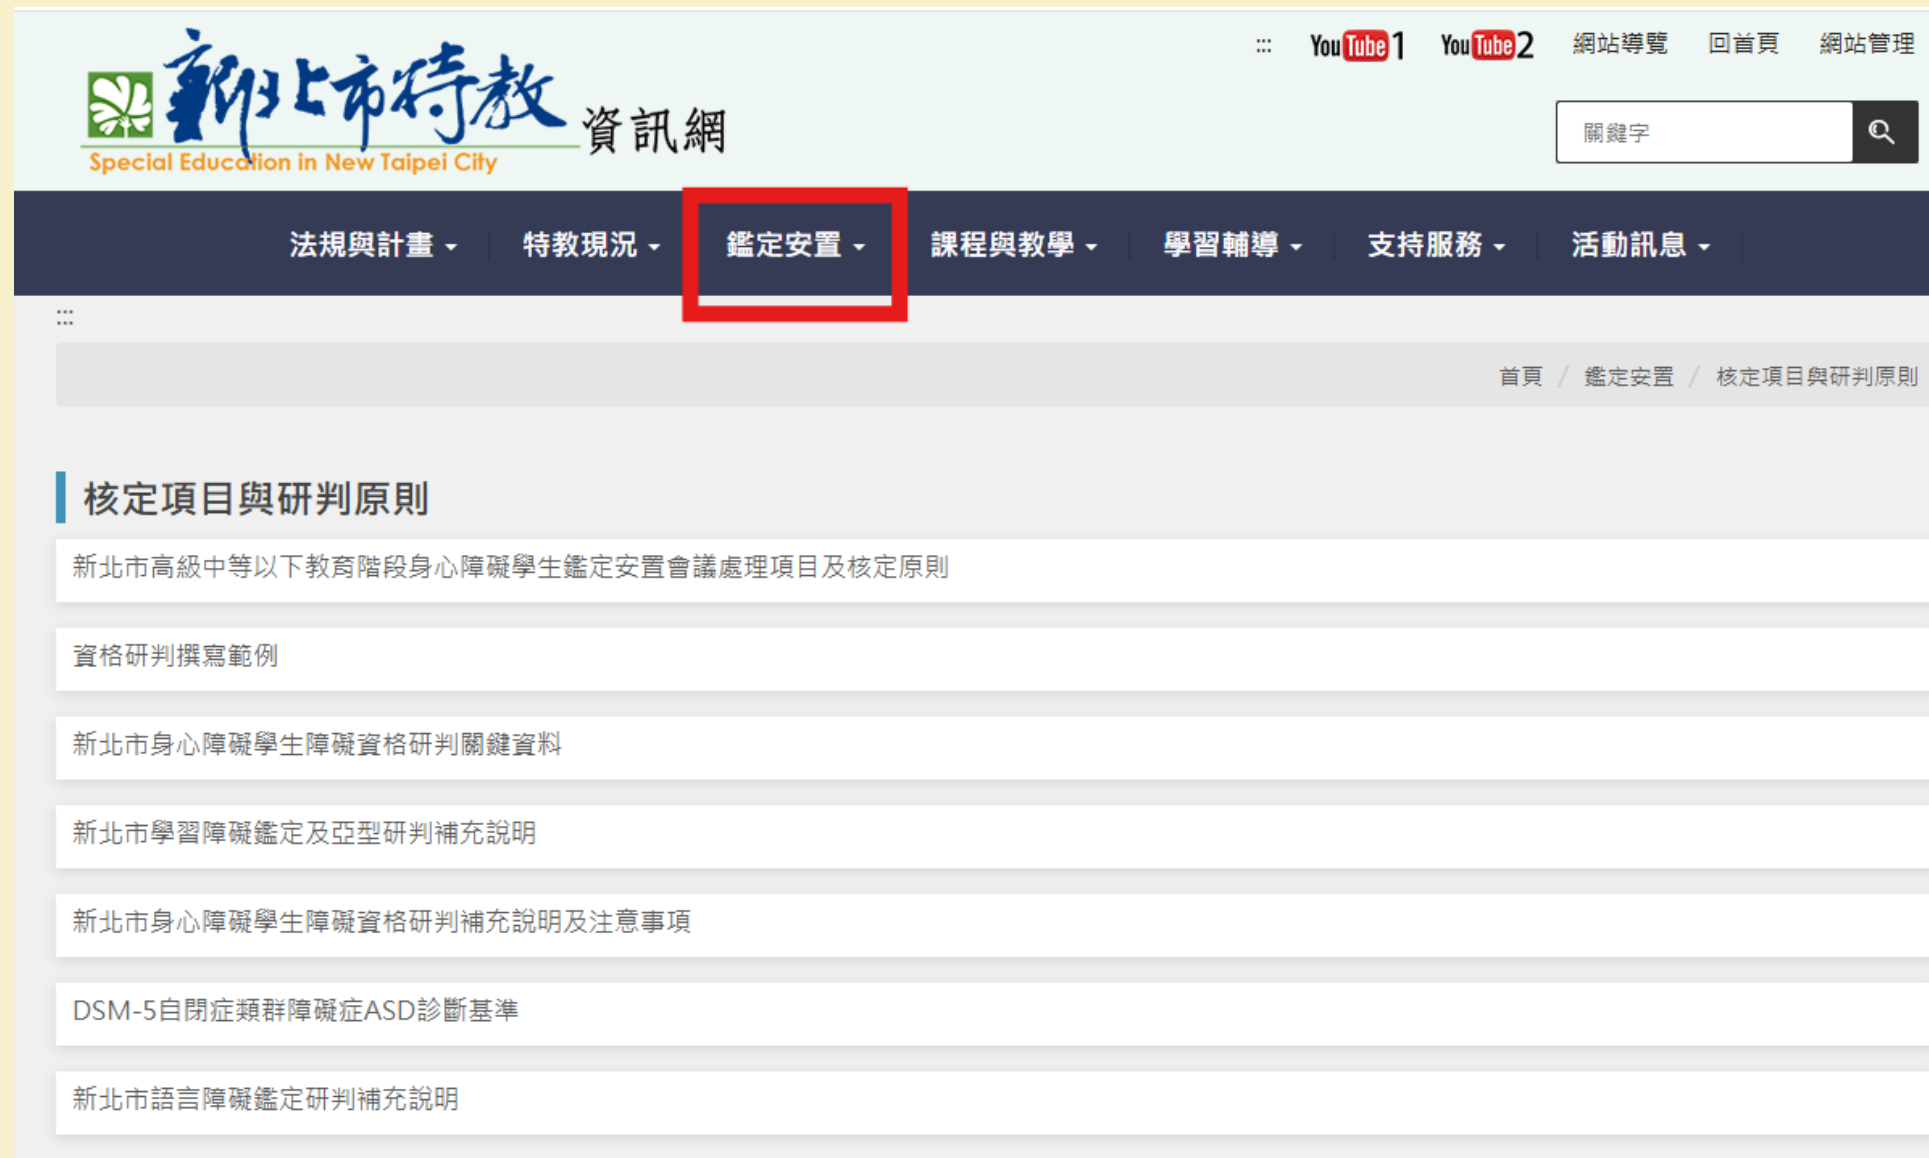 新北市特教資訊網
Special Education in New Taipei City
::: YouTube1 YouTube2 網站導覽 回首頁 網站管理
關鍵字
法規與計畫 特教現況 鑑定安置 課程與教學 學習輔導 支持服務 活動訊息
:::
首頁 / 鑑定安置 / 核定項目與研判原則
核定項目與研判原則
新北市高級中等以下教育階段身心障礙學生鑑定安置會議處理項目及核定原則
資格研判撰寫範例
新北市身心障礙學生障礙資格研判關鍵資料
新北市學習障礙鑑定及亞型研判補充說明
新北市身心障礙學生障礙資格研判補充說明及注意事項
DSM-5自閉症類群障礙症ASD診斷基準
新北市語言障礙鑑定研判補充說明